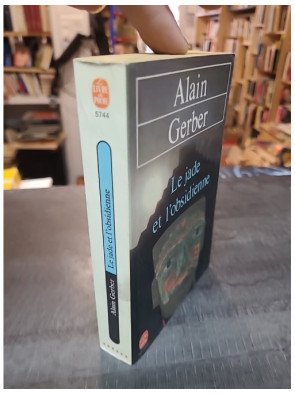 LE LIVRE
DE
POCHE
5744
Alain Gerber Le jade et l'obsidienne
Alain
Gerber
Le jade
et l'obsidienne